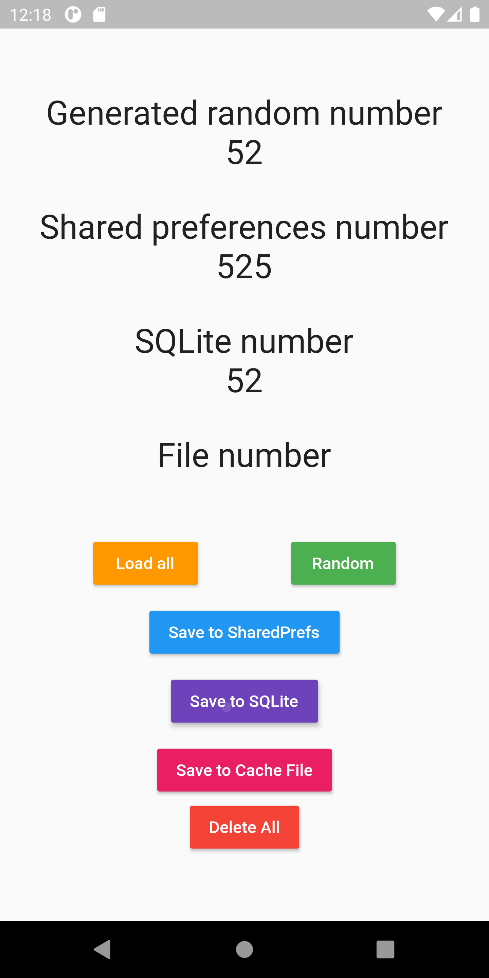 12:18
Generated random number
52
Shared preferences number
525
SQLite number
52
File number
Load all
Random
Save to SharedPrefs
Save to SQLite
Save to Cache File
Delete All